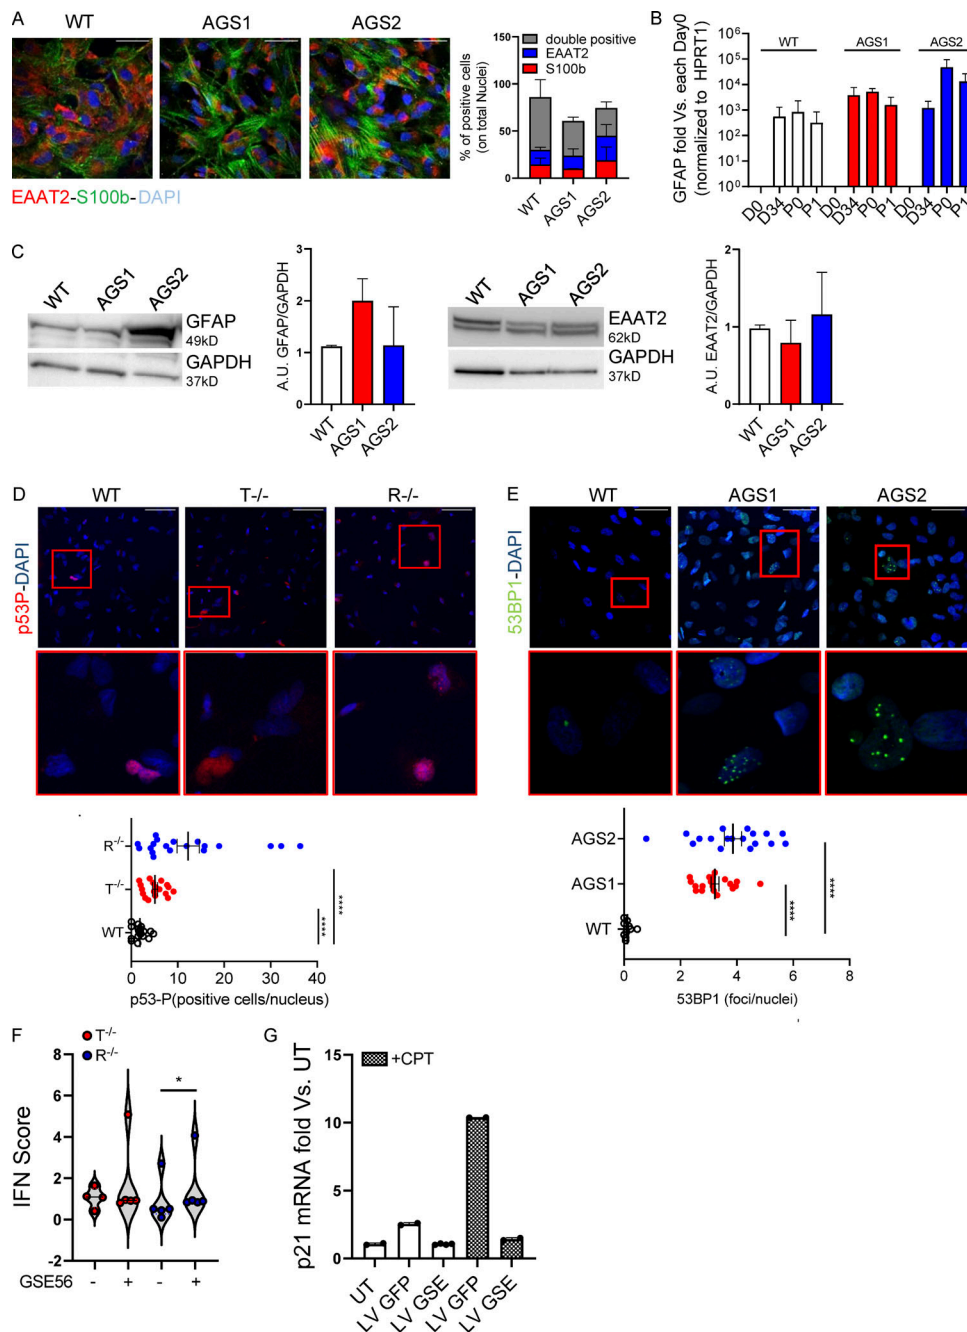 A
WT
AGS1
AGS2
EAAT2-S100b-DAPI
% of positive cells
(on total Nuclei)
150
100
50
0
double positive
EAAT2
S100b
WT
AGS1
AGS2
B
GFAP fold Vs. each Day0
(normalized to HPRT1)
10⁶
10⁵
10⁴
10³
10²
10¹
10⁰
WT
AGS1
AGS2
D0
D34
P0
P1
D0
D34
P0
P1
D0
D34
P0
P1
C
WT
AGS1
AGS2
GFAP
49kD
GAPDH
37kD
A.U. GFAP/GAPDH
3
2
1
0
WT
AGS1
AGS2
WT
AGS1
AGS2
EAAT2
62kD
GAPDH
37kD
A.U. EAAT2/GAPDH
2
1
0
WT
AGS1
AGS2
D
WT
T-/-
R-/-
p53P-DAPI
R⁻/⁻
T⁻/⁻
WT
****
****
0
10
20
30
40
p53-P(positive cells/nucleus)
E
WT
AGS1
AGS2
53BP1-DAPI
AGS2
AGS1
WT
****
****
0
2
4
6
8
53BP1 (foci/nuclei)
F
T⁻/⁻
R⁻/⁻
IFN Score
8
6
4
2
0
-2
*
GSE56
-
+
-
+
G
+CPT
p21 mRNA fold Vs. UT
15
10
5
0
UT
LV GFP
LV GSE
LV GFP
LV GSE